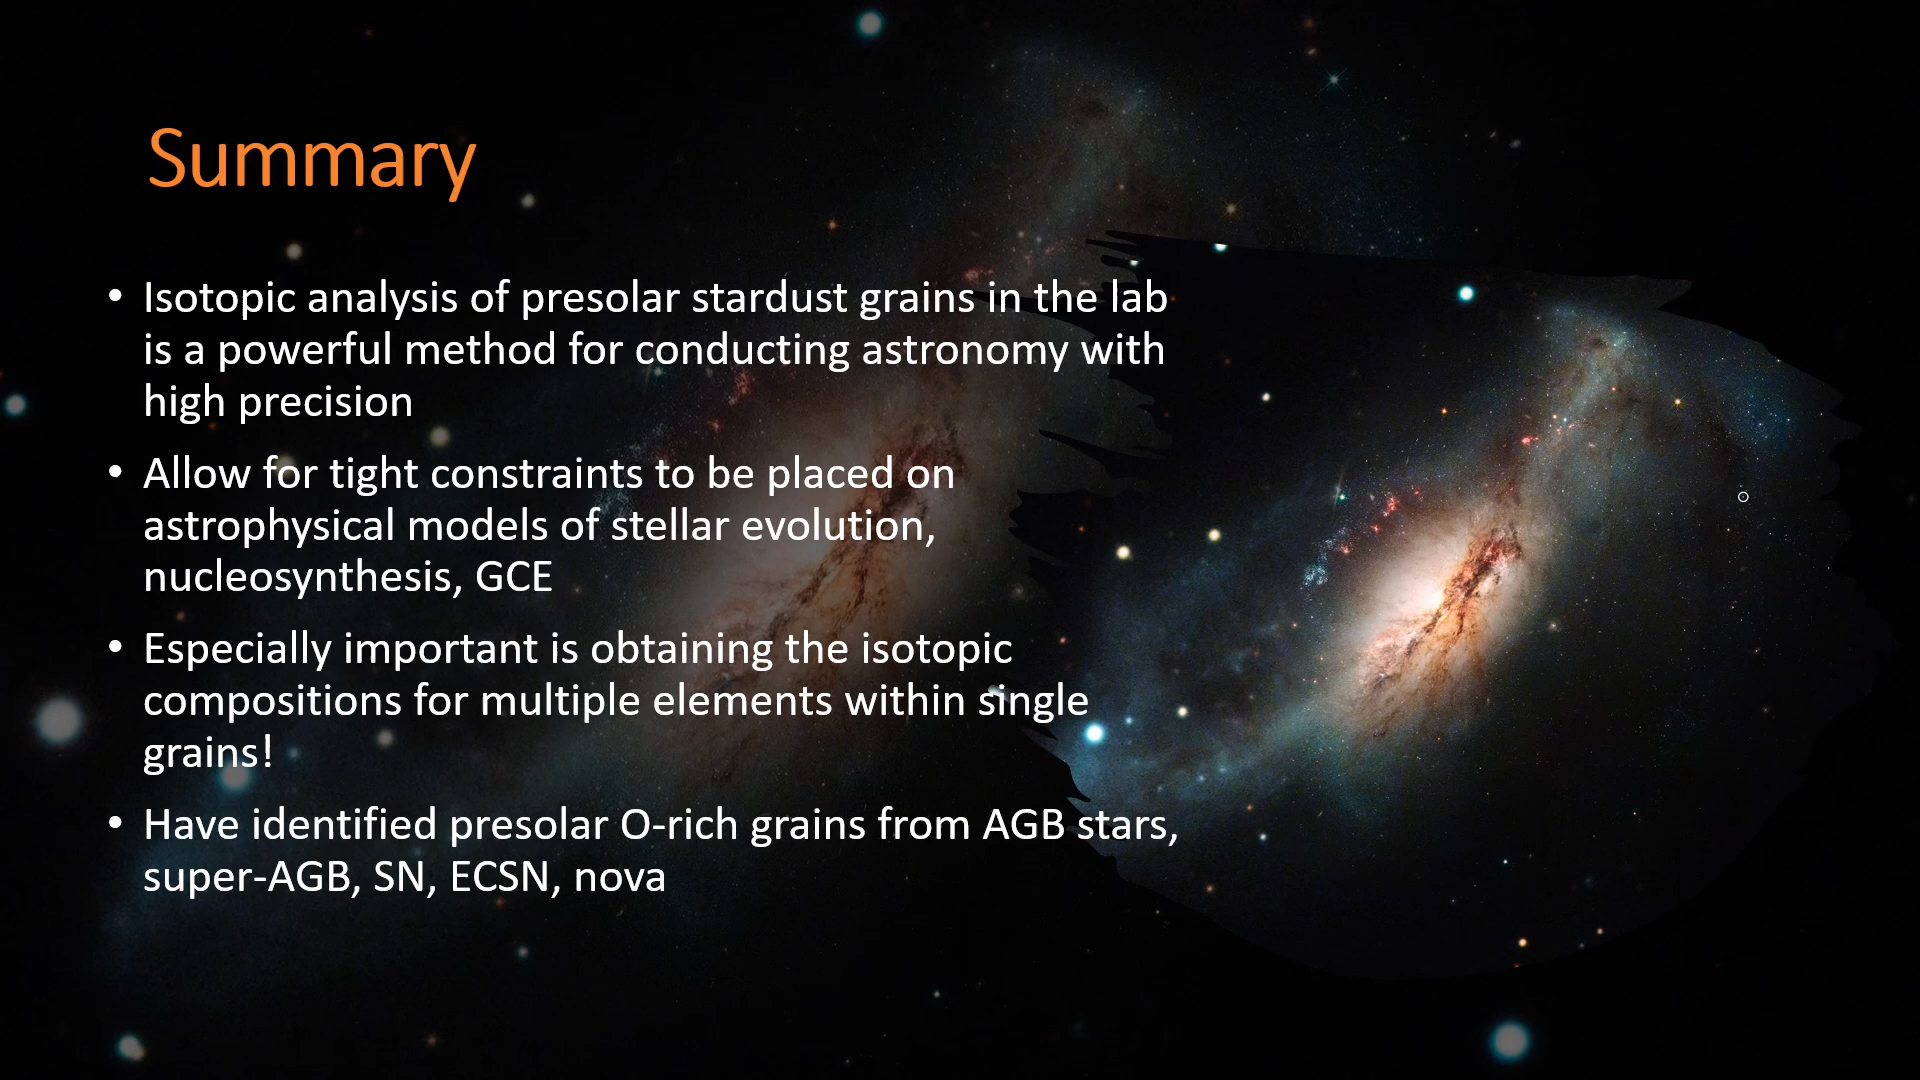 Summary
• Isotopic analysis of presolar stardust grains in the lab
is a powerful method for conducting astronomy with
high precision
• Allow for tight constraints to be placed on
astrophysical models of stellar evolution,
nucleosynthesis, GCE
• Especially important is obtaining the isotopic
compositions for multiple elements within single
grains!
• Have identified presolar O-rich grains from AGB stars,
super-AGB, SN, ECSN, nova